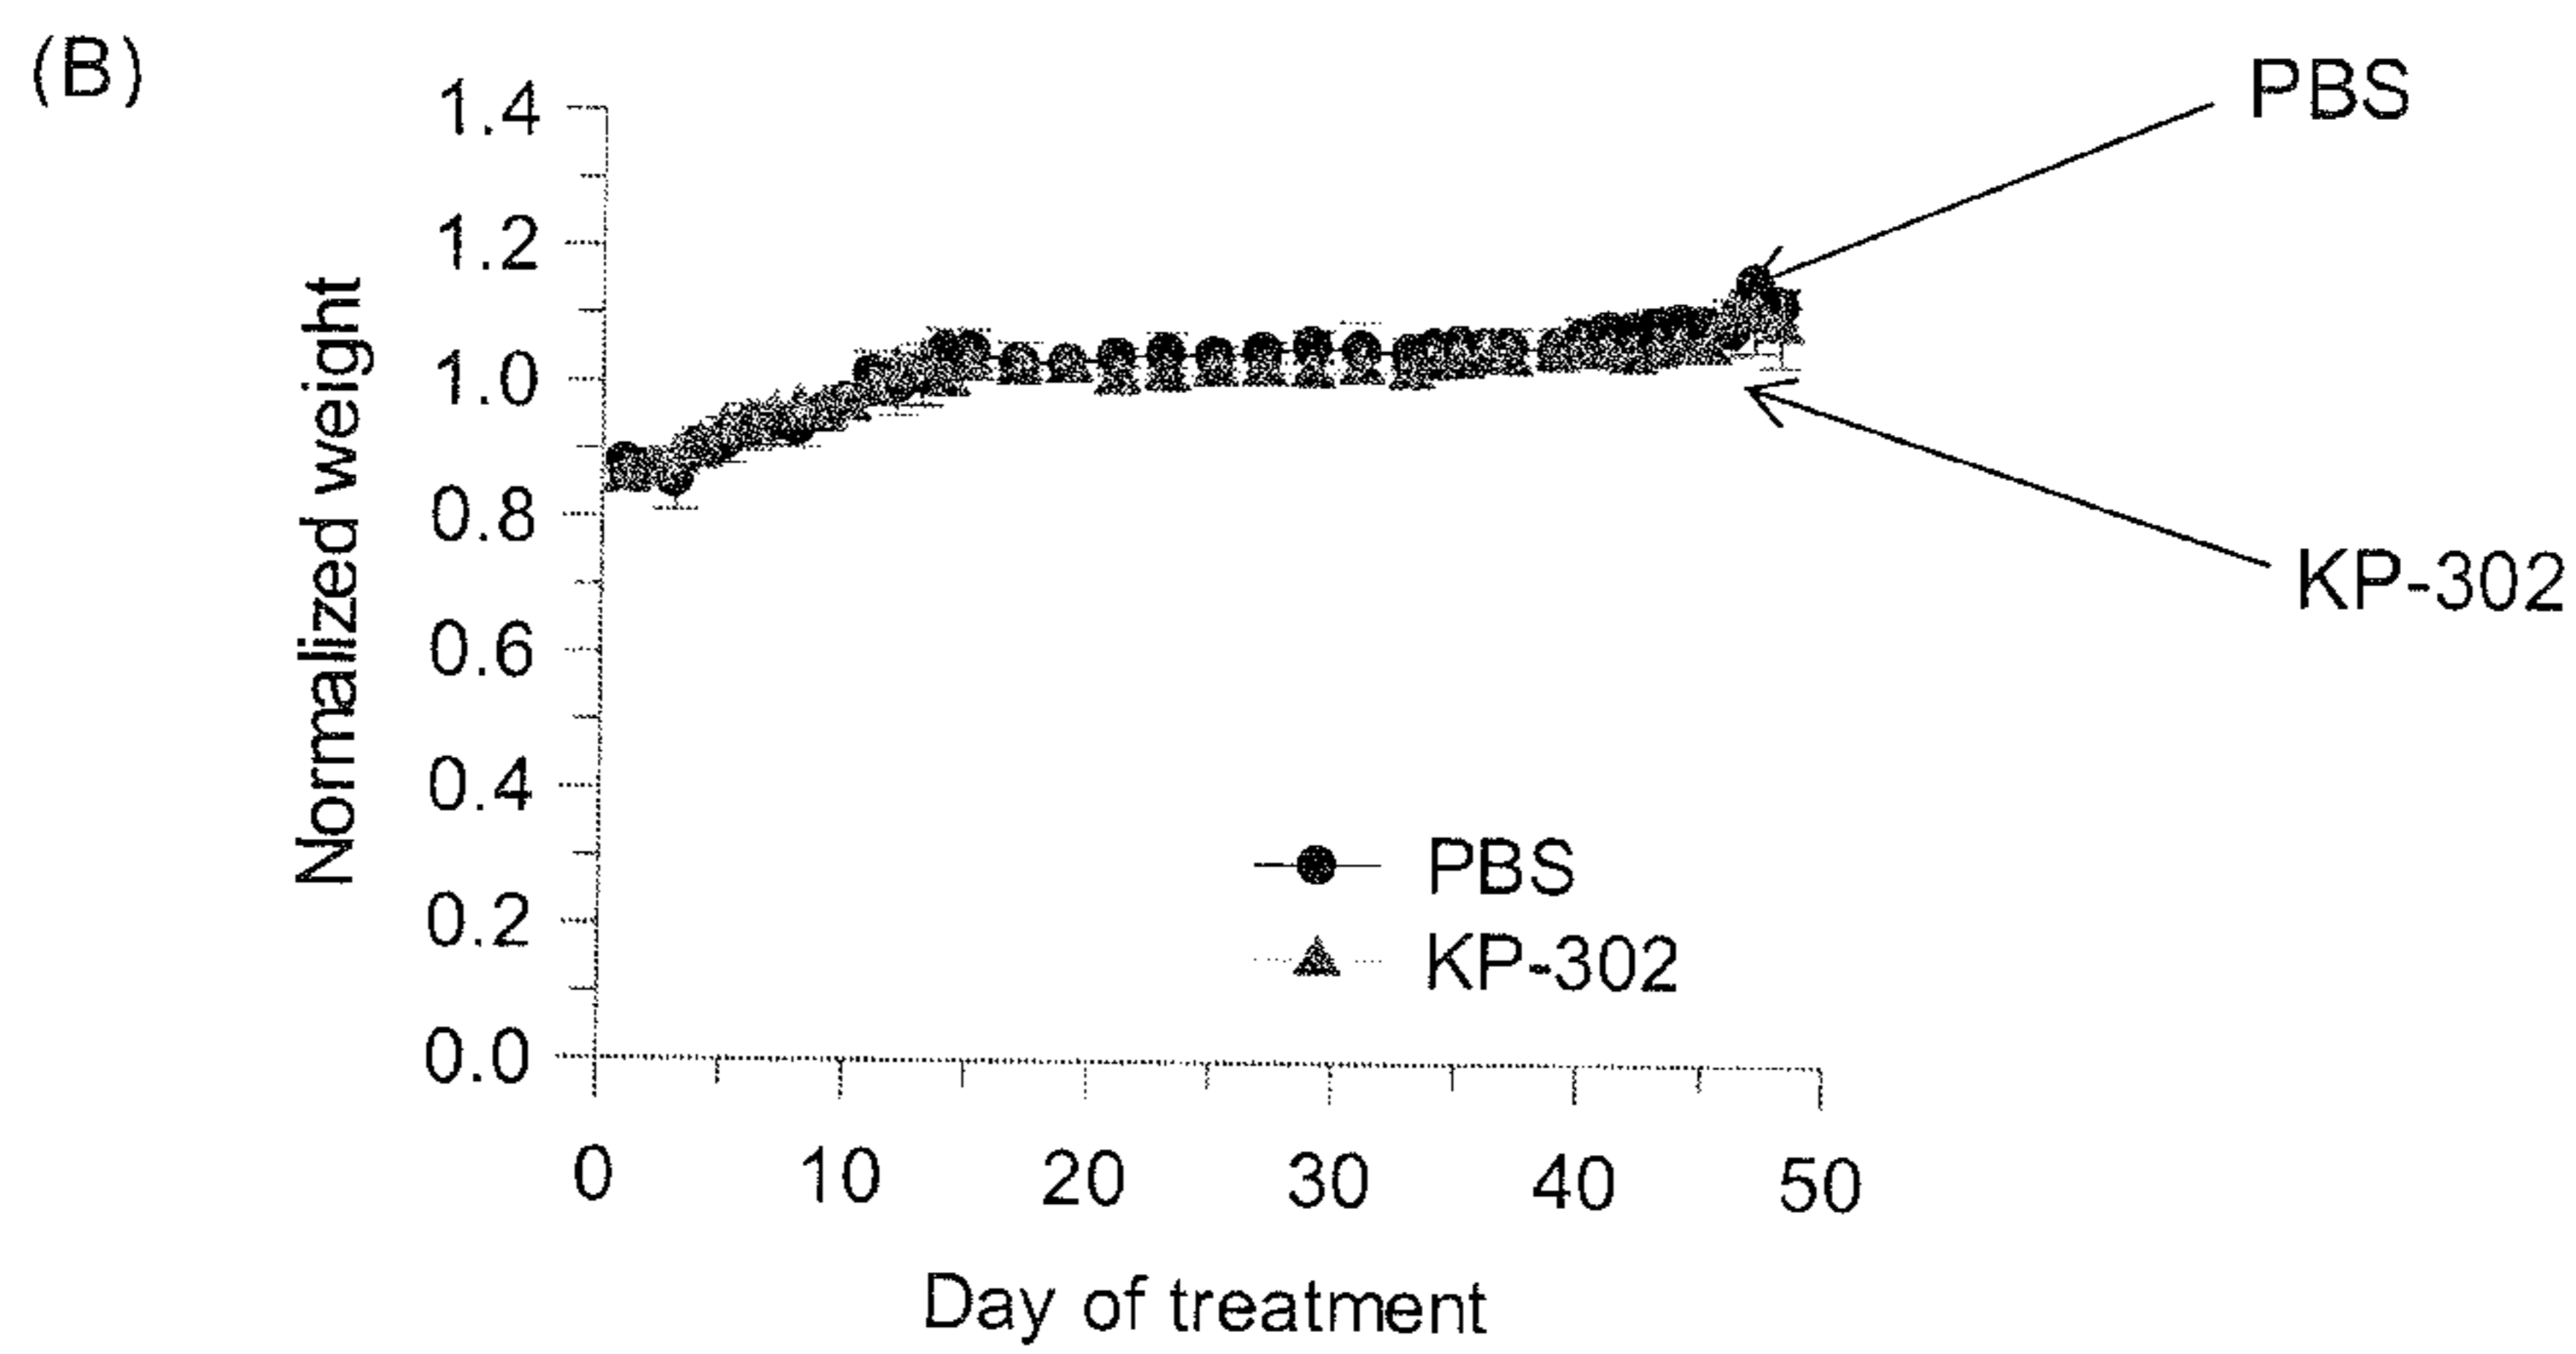 (B)
1.4
1.2
1.0
0.8
0.6
0.4
0.2
0.0
Normalized weight
PBS
KP-302
PBS
KP-302
0 10 20 30 40 50
Day of treatment